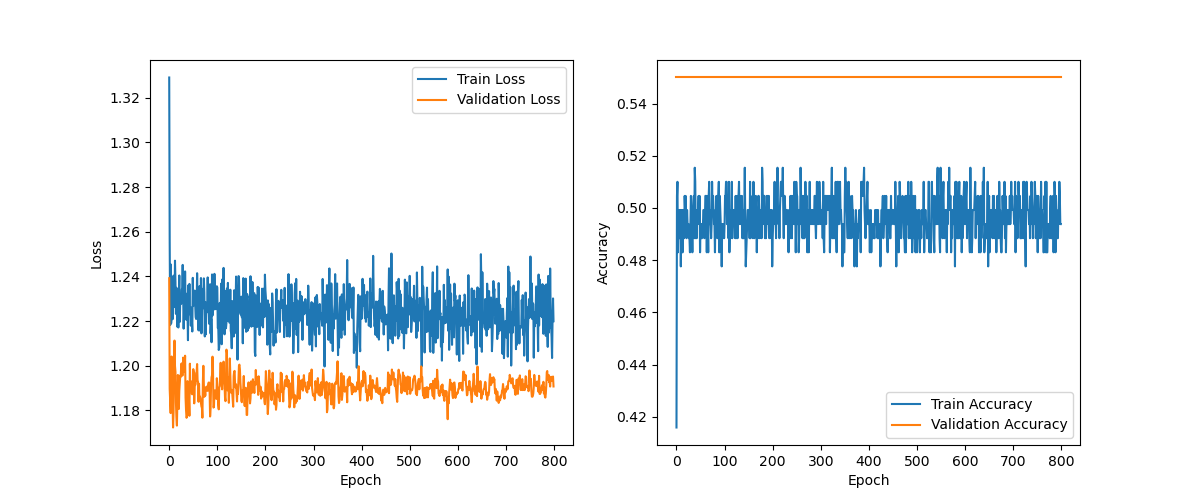 Train Loss
Validation Loss
1.32
1.30
1.28
1.26
1.24
1.22
1.20
1.18
Loss
0 100 200 300 400 500 600 700 800
Epoch
0.54
0.52
0.50
0.48
0.46
0.44
0.42
Accuracy
Train Accuracy
Validation Accuracy
0 100 200 300 400 500 600 700 800
Epoch